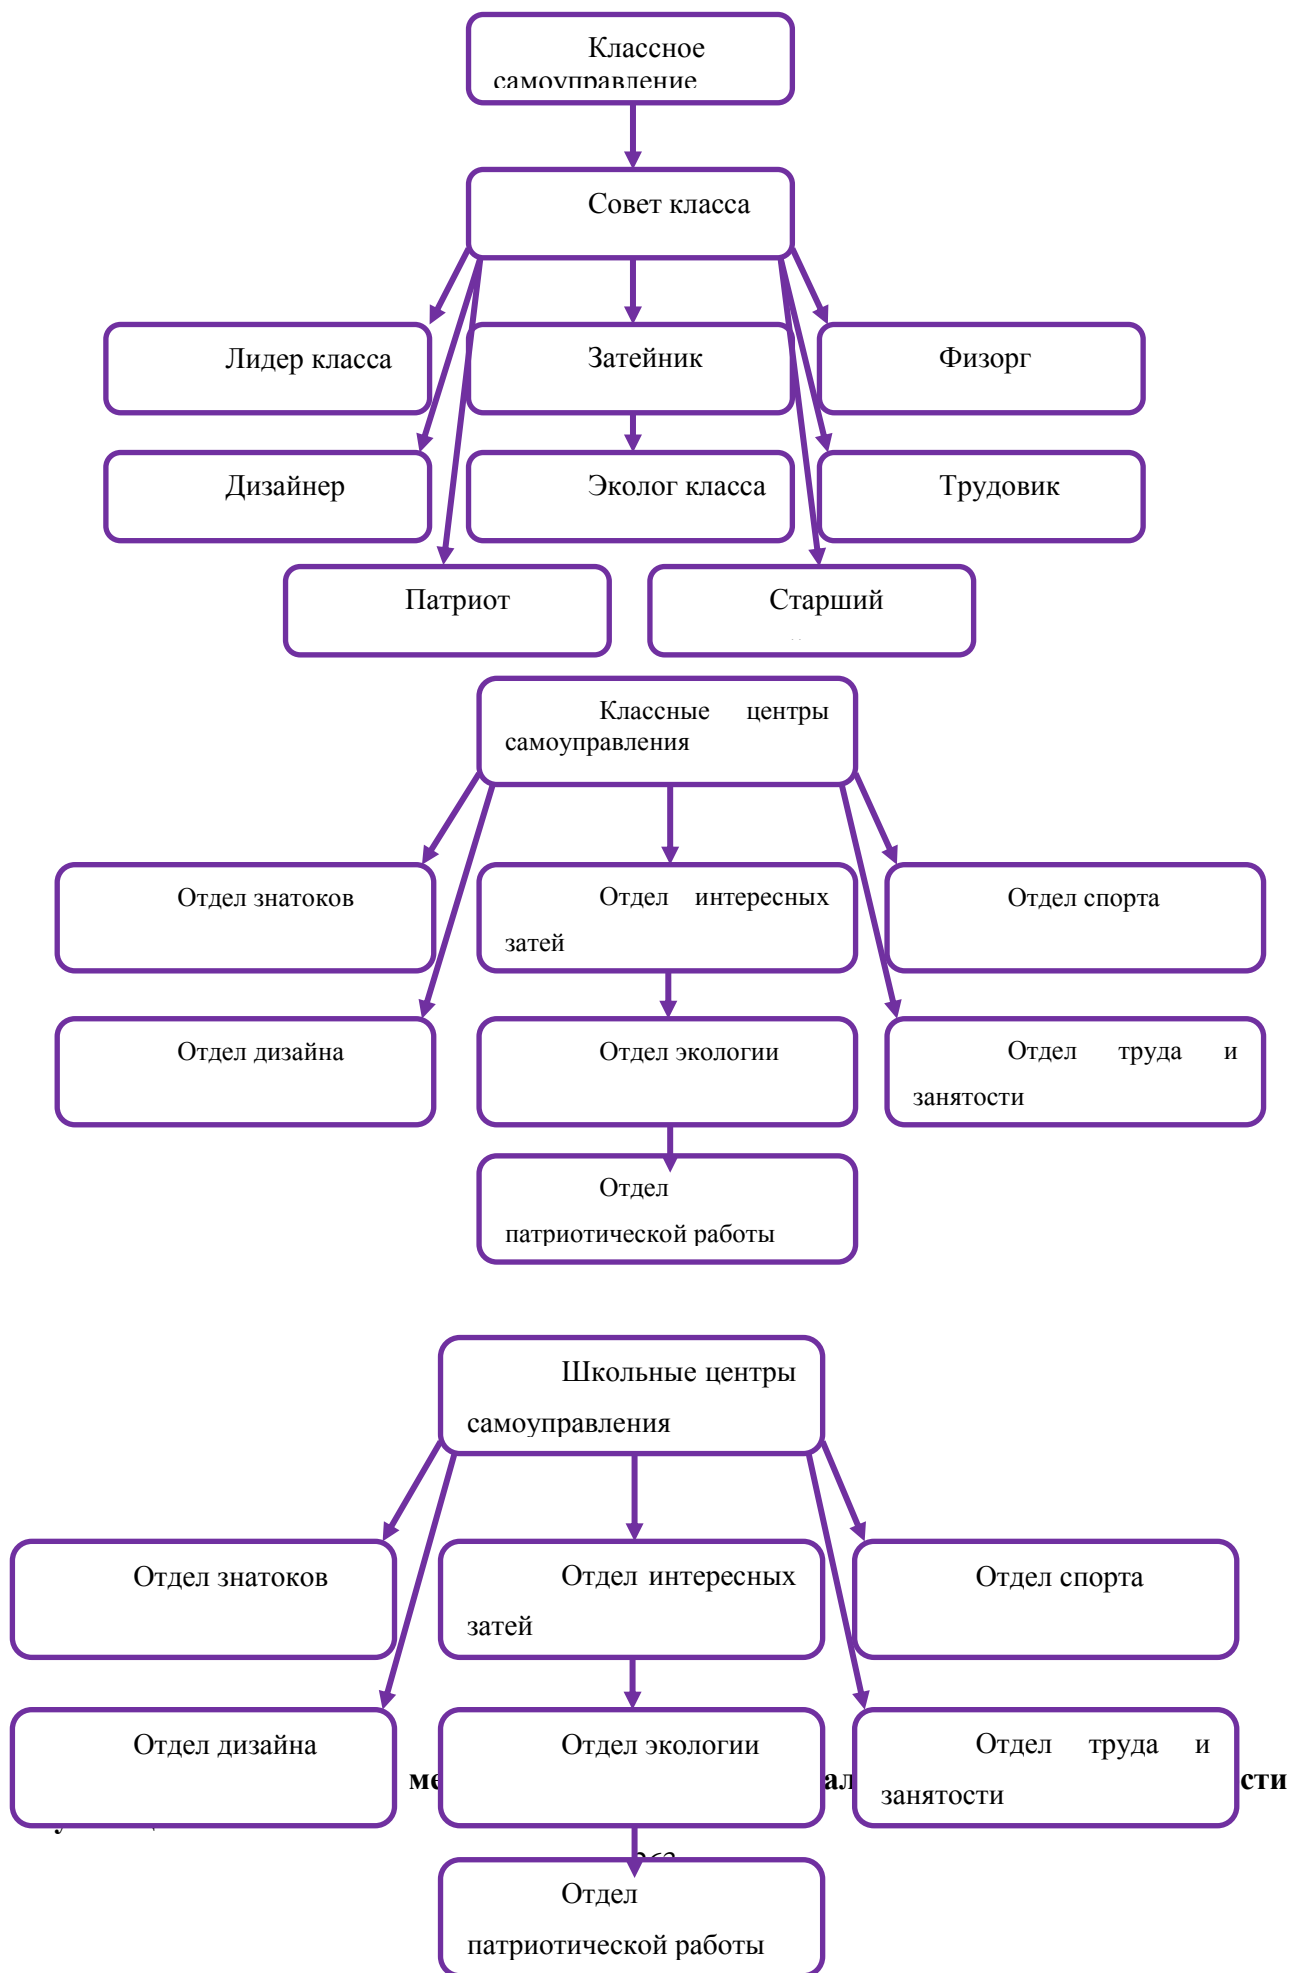 Классное
самоуправление
Совет класса
Лидер класса
Затейник
Физорг
Дизайнер
Эколог класса
Трудовик
Патриот
Старший
Классные центры
самоуправления
Отдел знатоков
Отдел интересных
затей
Отдел спорта
Отдел дизайна
Отдел экологии
Отдел труда и
занятости
Отдел
патриотической работы
Школьные центры
самоуправления
Отдел знатоков
Отдел интересных
затей
Отдел спорта
Отдел дизайна
Отдел экологии
Отдел труда и
занятости
Отдел
патриотической работы